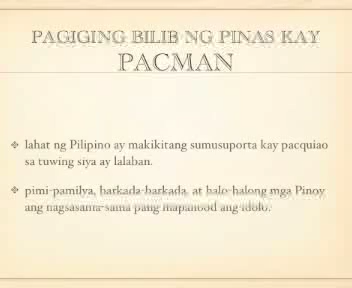 PAGIGING BILIB NG PINAS KAY
PACMAN
lahat ng Pilipino ay makikitang sumusuporta kay pacquiao
sa tuwing siya ay lalaban.
pimi-pamilya, barkada-barkada, at halo-halong mga Pinoy
ang nagsasama-sama pang mapanood ang idolo.